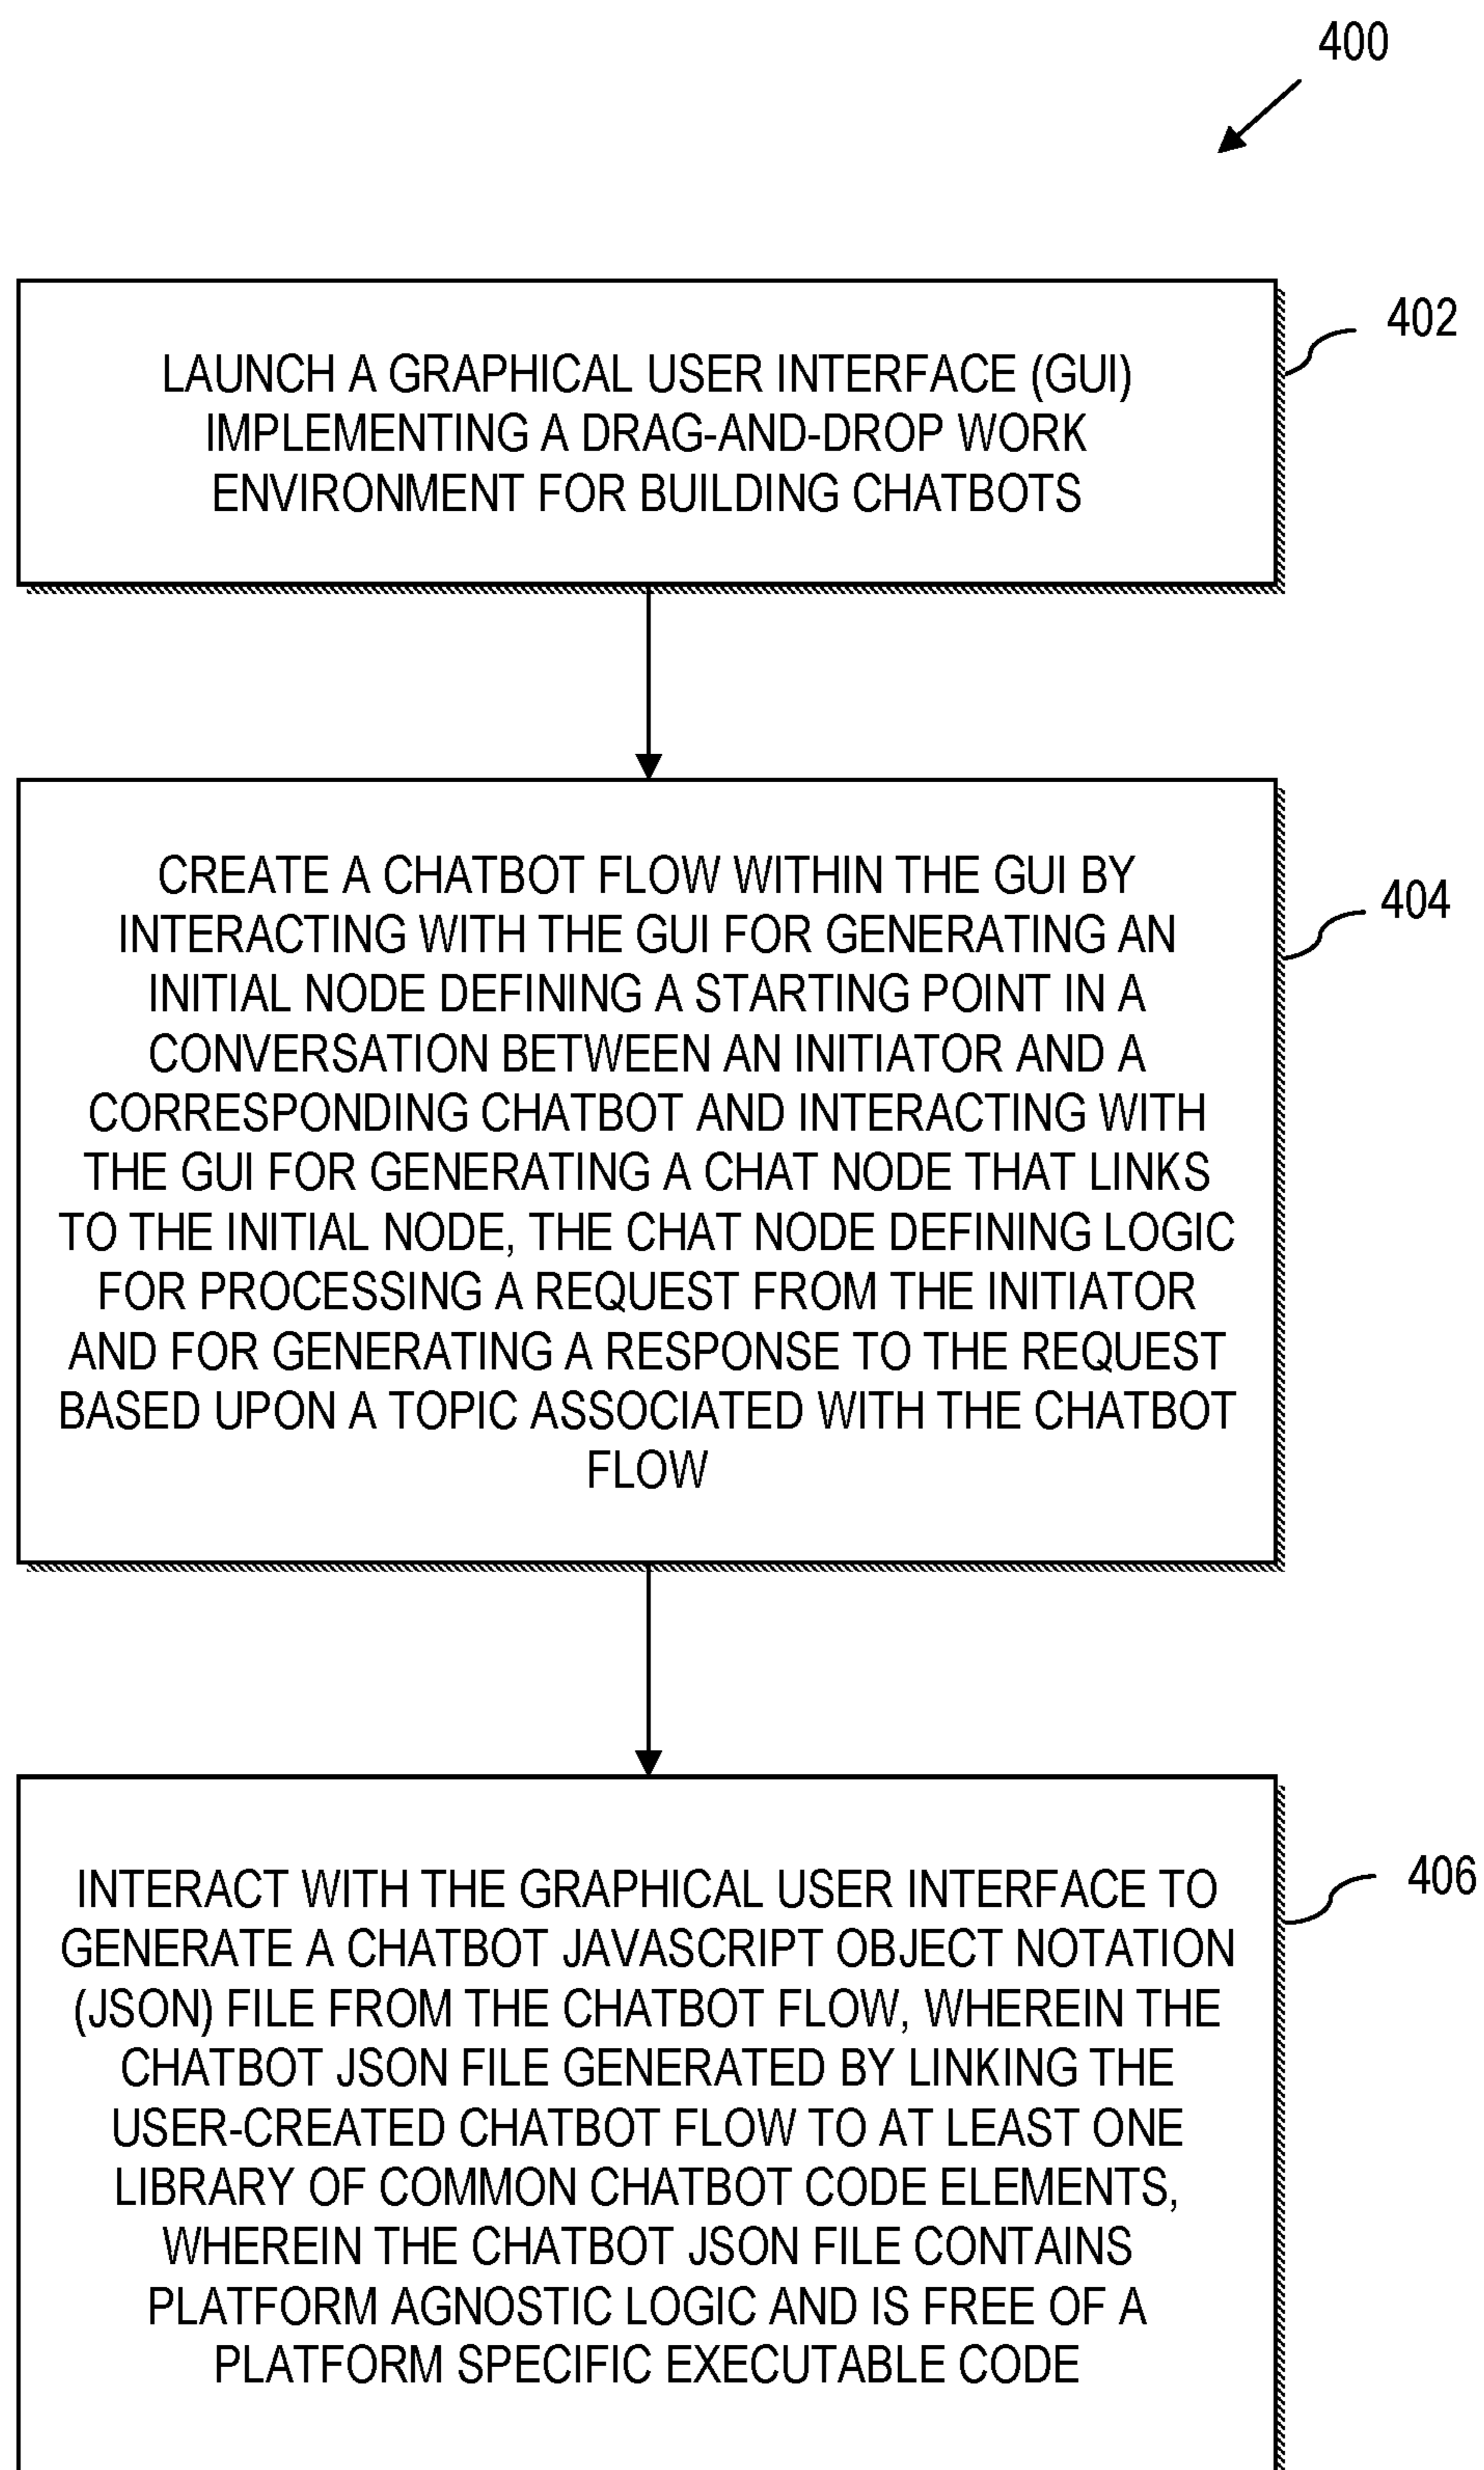 400
LAUNCH A GRAPHICAL USER INTERFACE (GUI)
IMPLEMENTING A DRAG-AND-DROP WORK
ENVIRONMENT FOR BUILDING CHATBOTS
402
CREATE A CHATBOT FLOW WITHIN THE GUI BY
INTERACTING WITH THE GUI FOR GENERATING AN
INITIAL NODE DEFINING A STARTING POINT IN A
CONVERSATION BETWEEN AN INITIATOR AND A
CORRESPONDING CHATBOT AND INTERACTING WITH
THE GUI FOR GENERATING A CHAT NODE THAT LINKS
TO THE INITIAL NODE, THE CHAT NODE DEFINING LOGIC
FOR PROCESSING A REQUEST FROM THE INITIATOR
AND FOR GENERATING A RESPONSE TO THE REQUEST
BASED UPON A TOPIC ASSOCIATED WITH THE CHATBOT
FLOW
404
INTERACT WITH THE GRAPHICAL USER INTERFACE TO
GENERATE A CHATBOT JAVASCRIPT OBJECT NOTATION
(JSON) FILE FROM THE CHATBOT FLOW, WHEREIN THE
CHATBOT JSON FILE GENERATED BY LINKING THE
USER-CREATED CHATBOT FLOW TO AT LEAST ONE
LIBRARY OF COMMON CHATBOT CODE ELEMENTS,
WHEREIN THE CHATBOT JSON FILE CONTAINS
PLATFORM AGNOSTIC LOGIC AND IS FREE OF A
PLATFORM SPECIFIC EXECUTABLE CODE
406